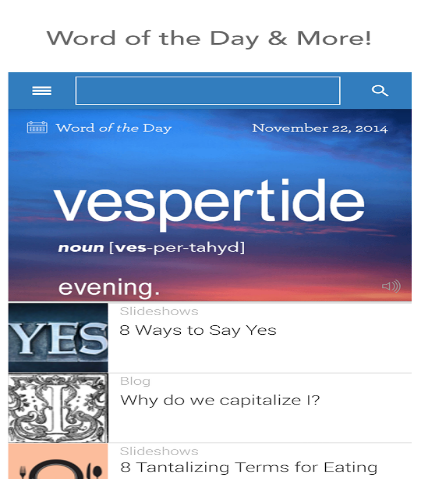 Word of the Day & More!
Word of the Day
November 22, 2014
vespertide
noun [ves-per-tahyd]
evening.
Slideshows
YES
8 Ways to Say Yes
Blog
I
Why do we capitalize I?
Slideshows
8 Tantalizing Terms for Eating